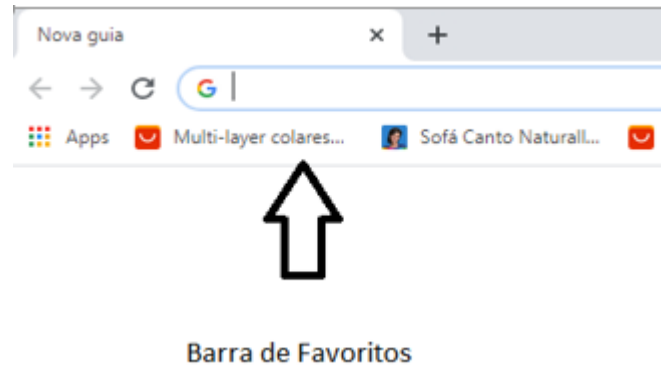 Nova guia
G
Apps Multi-layer colares... Sofá Canto Naturall...
Barra de Favoritos